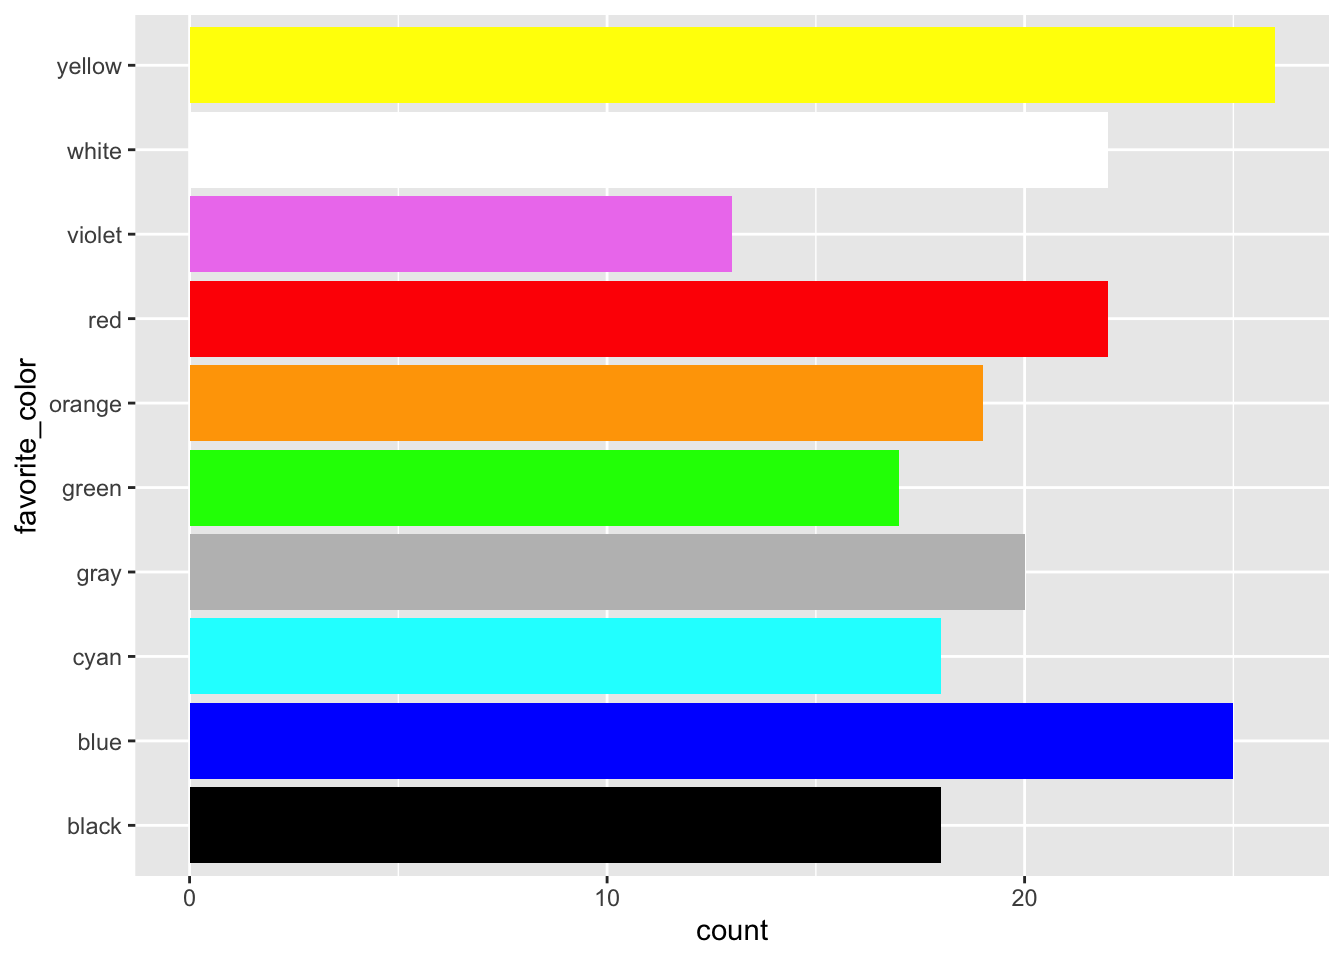 yellow
white
violet
red
orange
green
gray
cyan
blue
black
favorite_color
0 10 20
count